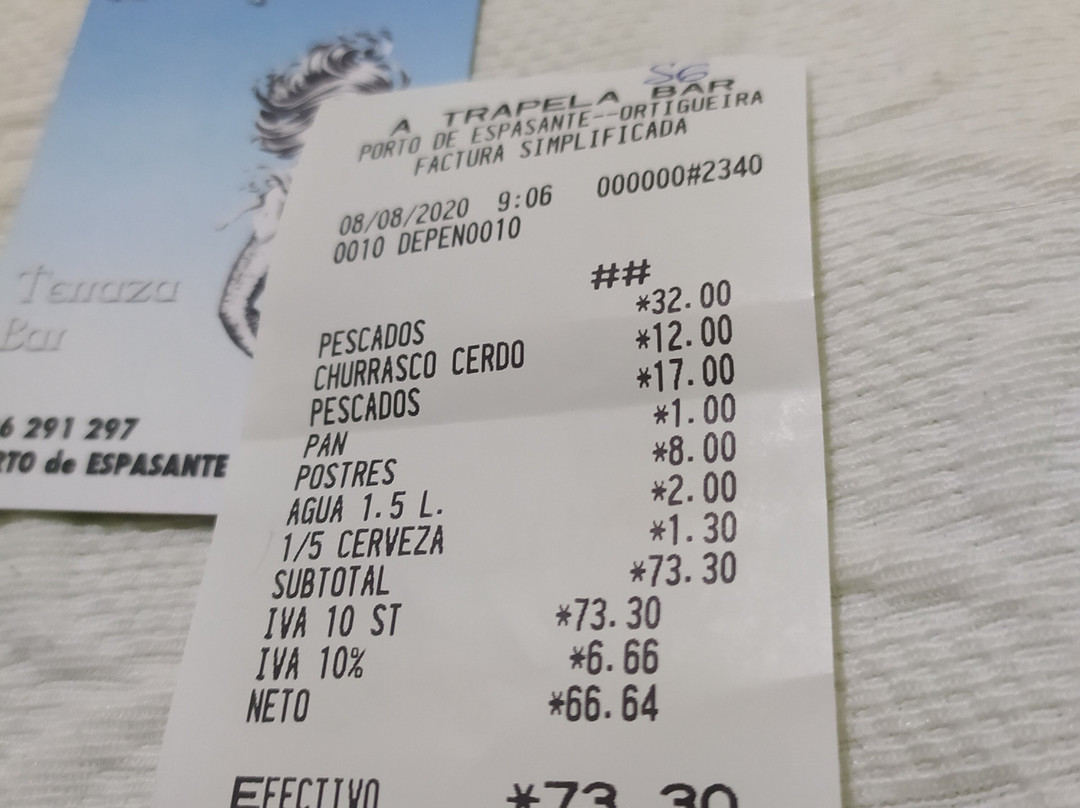 S6
A TRAPELA BAR
PORTO DE ESPASANTE--ORTIGUEIRA
FACTURA SIMPLIFICADA
08/08/2020 9:06 000000#2340
0010 DEPEN0010
##
PESCADOS *32.00
CHURRASCO CERDO *12.00
PESCADOS *17.00
PAN *1.00
POSTRES *8.00
AGUA 1.5 L. *2.00
1/5 CERVEZA *1.30
SUBTOTAL *73.30
IVA 10 ST *73.30
IVA 10% *6.66
NETO *66.64
EFECTIVO *73.30
Terraza
Bar
6 291 297
RTO de ESPASANTE